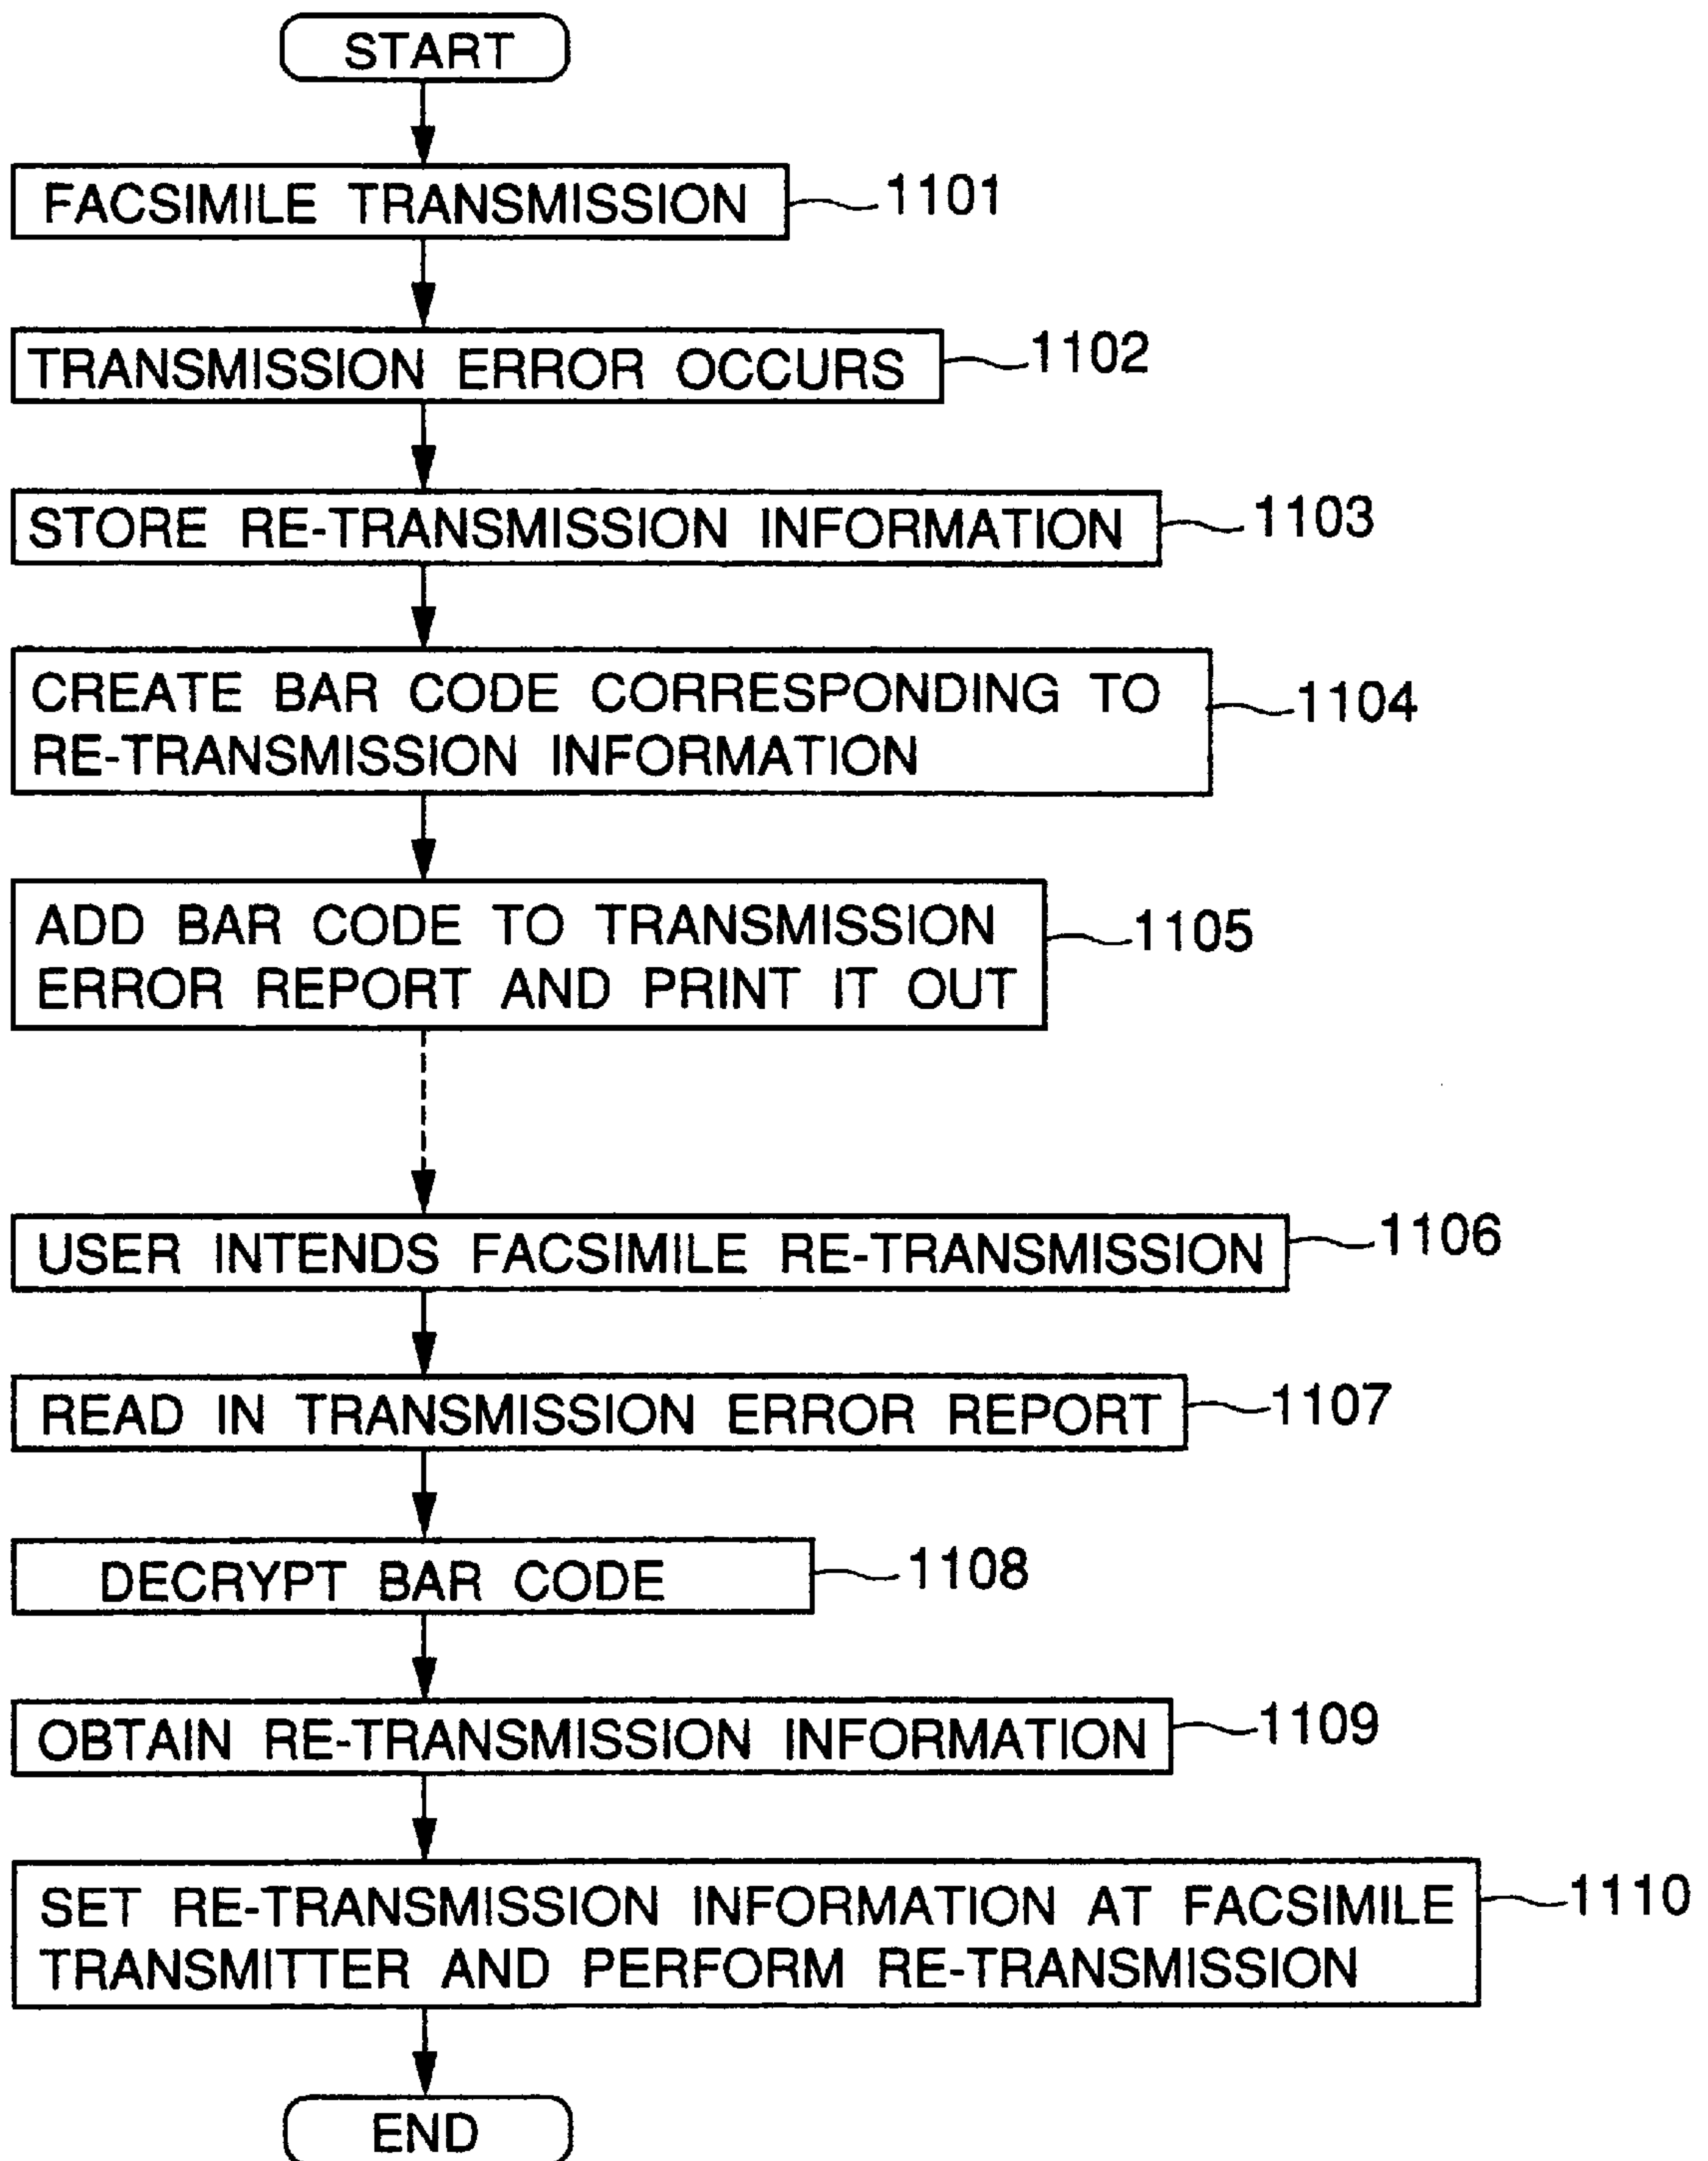 START
FACSIMILE TRANSMISSION
1101
TRANSMISSION ERROR OCCURS
1102
STORE RE-TRANSMISSION INFORMATION
1103
CREATE BAR CODE CORRESPONDING TO
RE-TRANSMISSION INFORMATION
1104
ADD BAR CODE TO TRANSMISSION
ERROR REPORT AND PRINT IT OUT
1105
USER INTENDS FACSIMILE RE-TRANSMISSION
1106
READ IN TRANSMISSION ERROR REPORT
1107
DECRYPT BAR CODE
1108
OBTAIN RE-TRANSMISSION INFORMATION
1109
SET RE-TRANSMISSION INFORMATION AT FACSIMILE
TRANSMITTER AND PERFORM RE-TRANSMISSION
1110
END